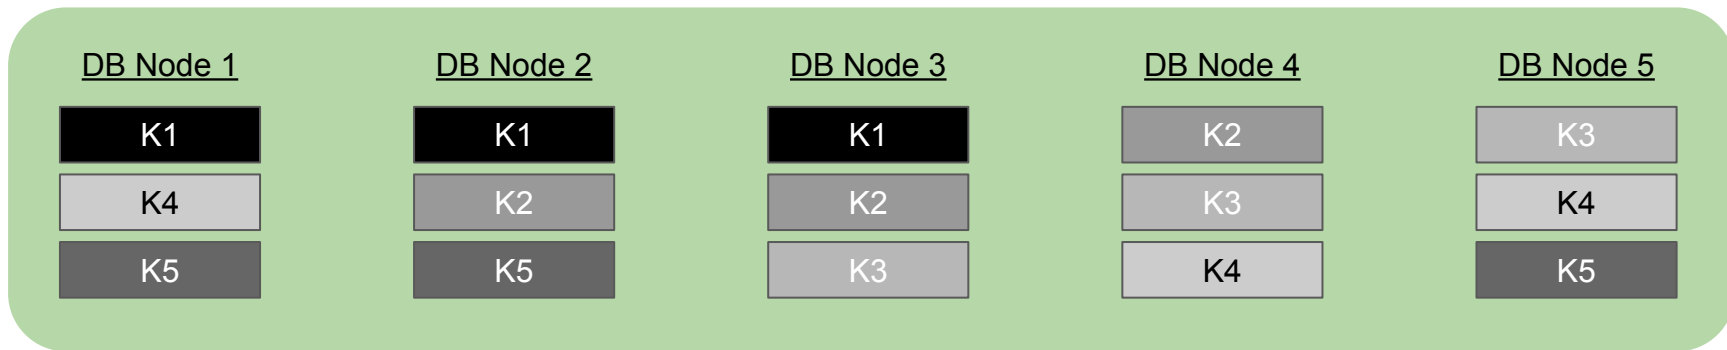 DB Node 1
K1
K4
K5
DB Node 2
K1
K2
K5
DB Node 3
K1
K2
K3
DB Node 4
K2
K3
K4
DB Node 5
K3
K4
K5